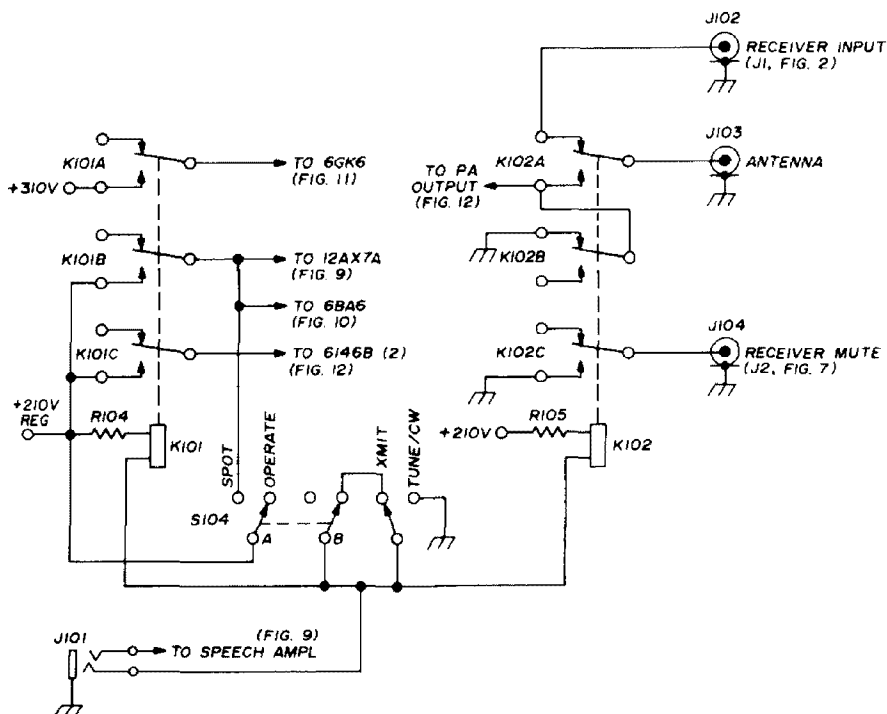 J102
RECEIVER INPUT
(J1, FIG. 2)
J103
ANTENNA
K101A
TO 6GK6
(FIG. 11)
+310V
K102A
TO PA
OUTPUT
(FIG. 12)
K101B
TO 12AX7A
(FIG. 9)
K102B
TO 6BA6
(FIG. 10)
K101C
TO 6146B (2)
(FIG. 12)
K102C
J104
RECEIVER MUTE
(J2, FIG. 7)
+210V
REG
R104
K101
+210V
R105
K102
SPOT
OPERATE
XMIT
TUNE/CW
S104
A
B
J101
(FIG. 9)
TO SPEECH AMPL